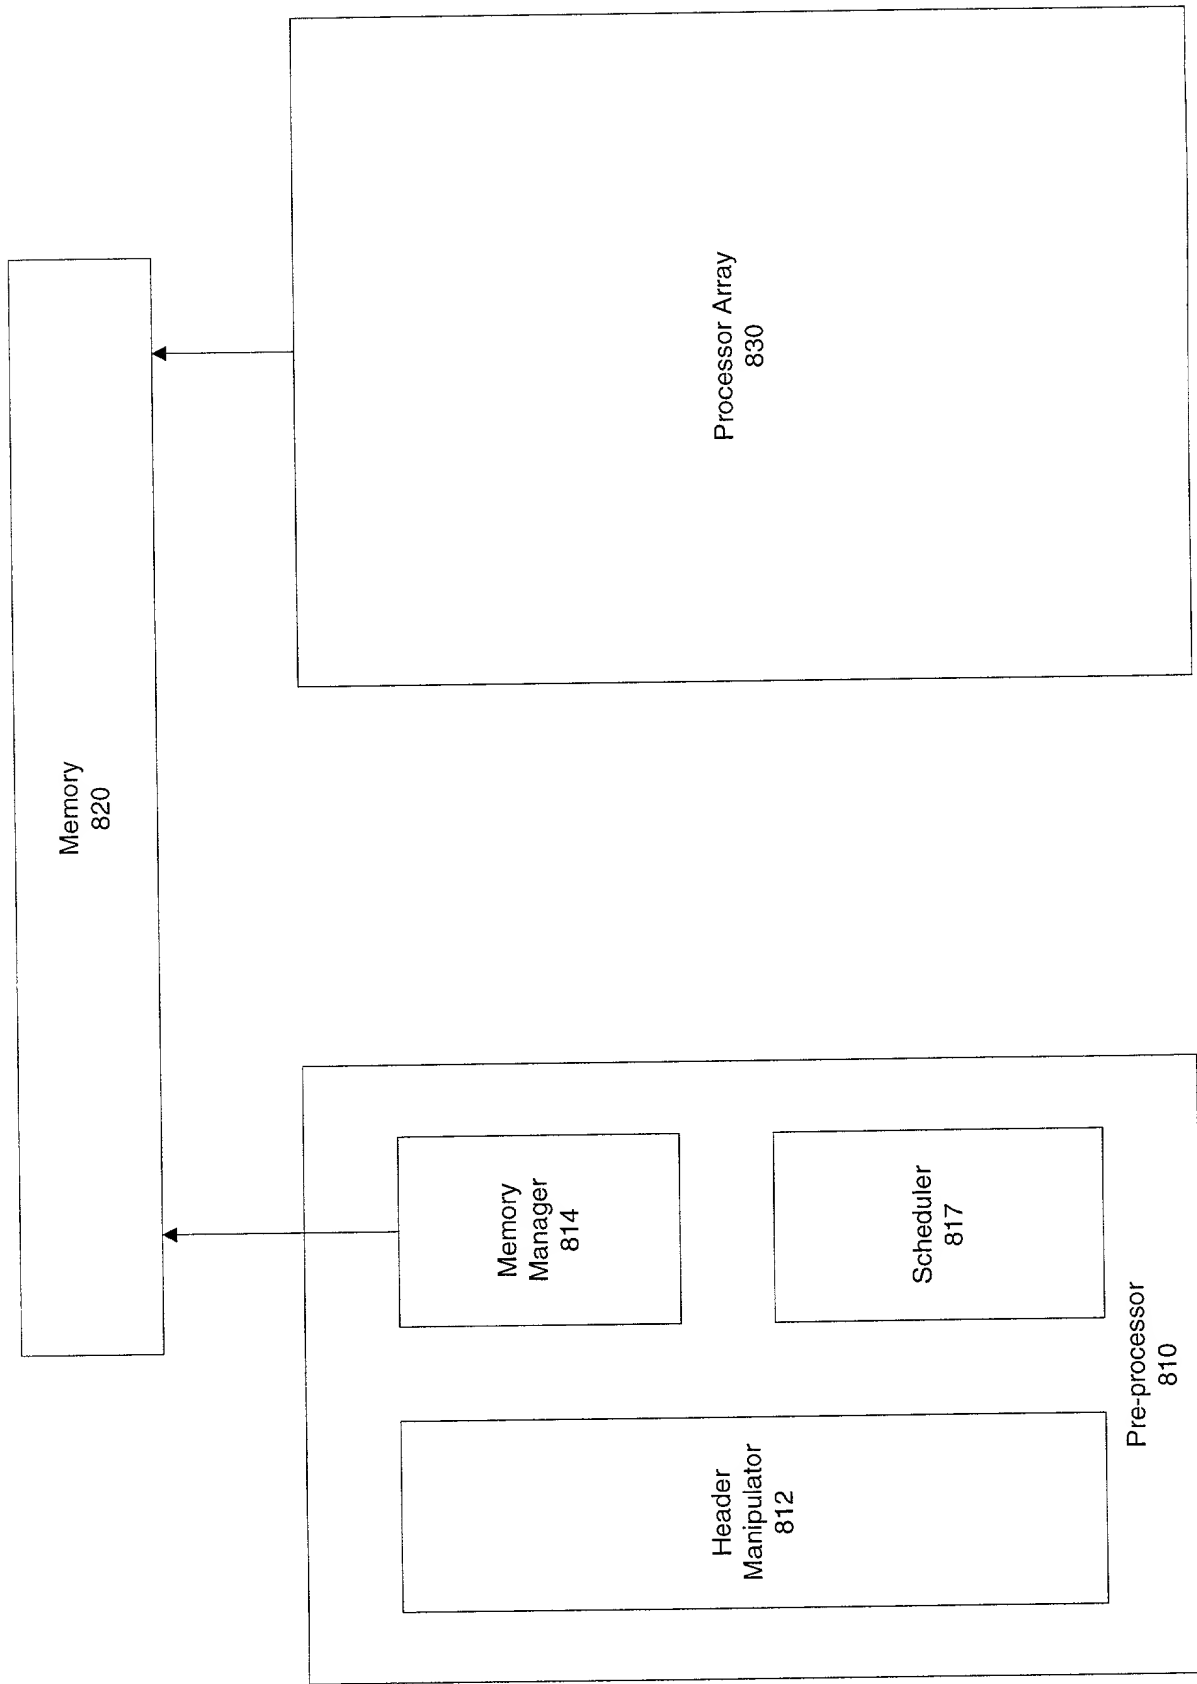 Memory
820
Memory
Manager
814
Scheduler
817
Header
Manipulator
812
Pre-processor
810
Processor Array
830